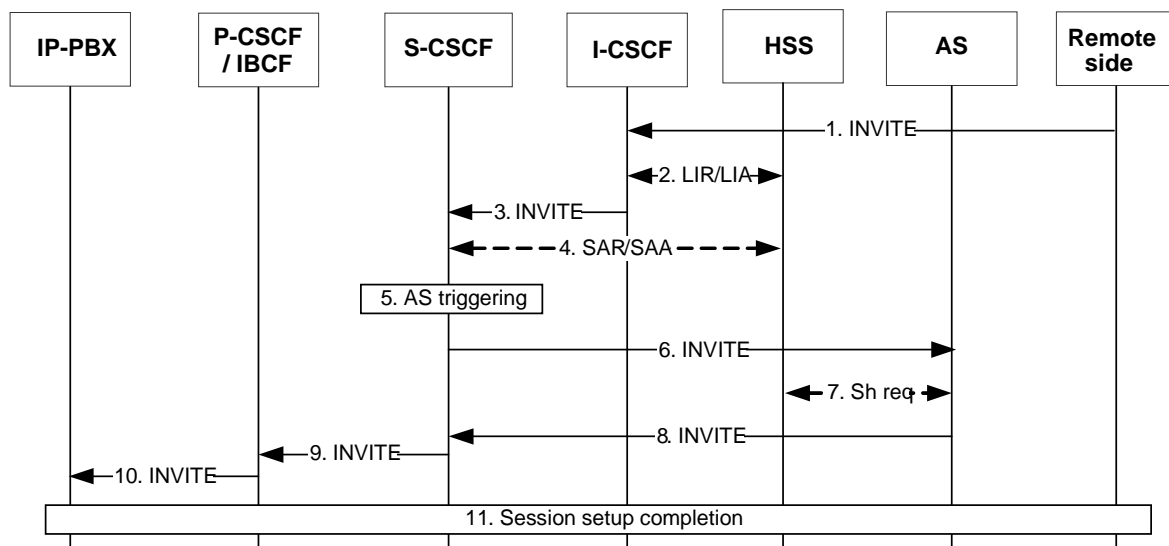 IP-PBX
P-CSCF
/ IBCF
S-CSCF
I-CSCF
HSS
AS
Remote
side
1. INVITE
2. LIR/LIA
3. INVITE
4. SAR/SAA
5. AS triggering
6. INVITE
7. Sh req
8. INVITE
9. INVITE
10. INVITE
11. Session setup completion